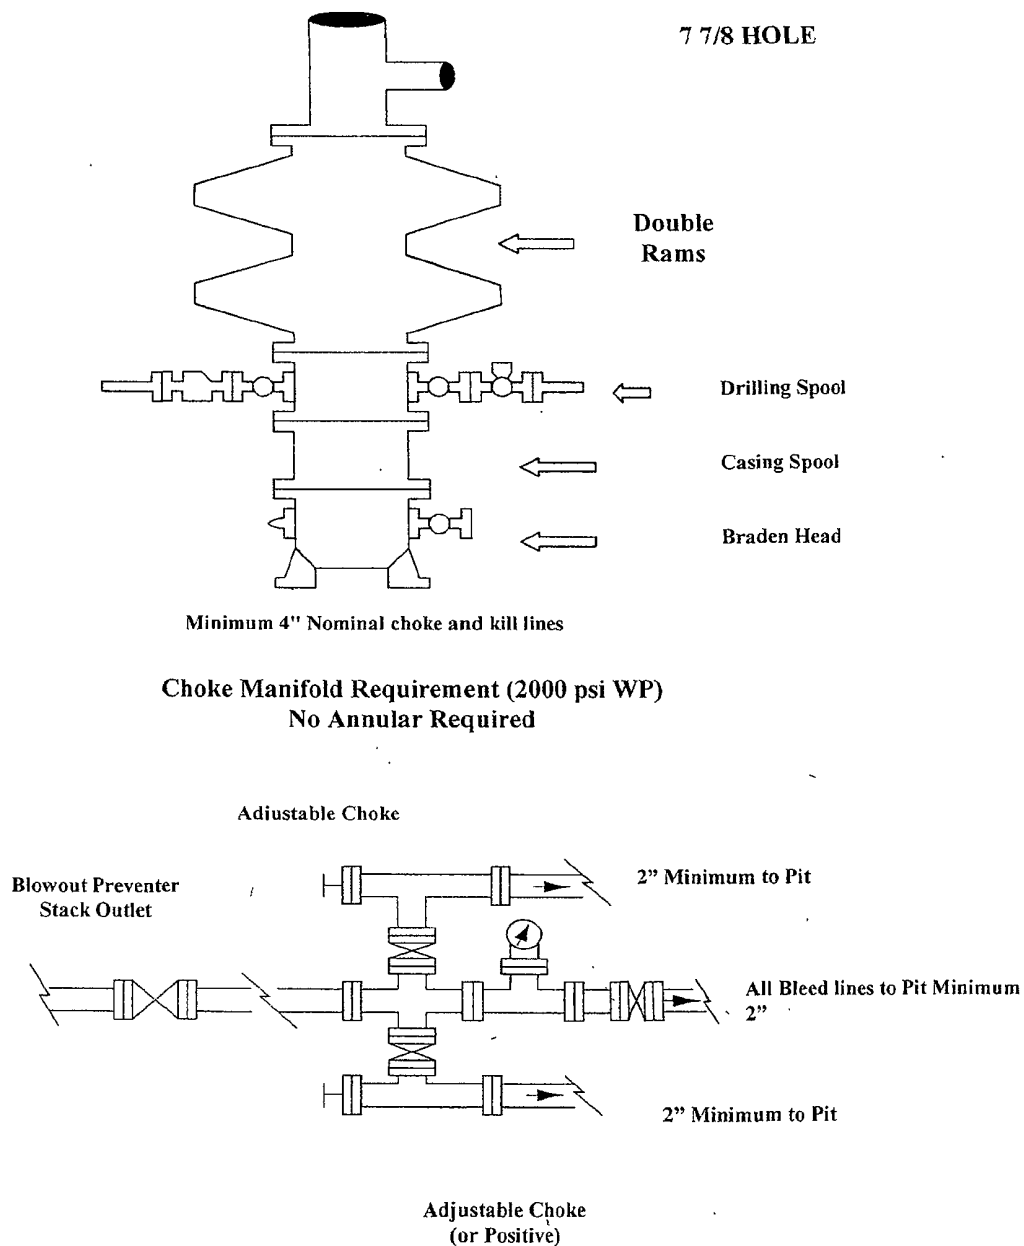 7 7/8 HOLE
Double
Rams
Drilling Spool
Casing Spool
Braden Head
Minimum 4" Nominal choke and kill lines
Choke Manifold Requirement (2000 psi WP)
No Annular Required
Adjustable Choke
2” Minimum to Pit
Blowout Preventer
Stack Outlet
All Bleed lines to Pit Minimum
2”
2” Minimum to Pit
Adjustable Choke
(or Positive)